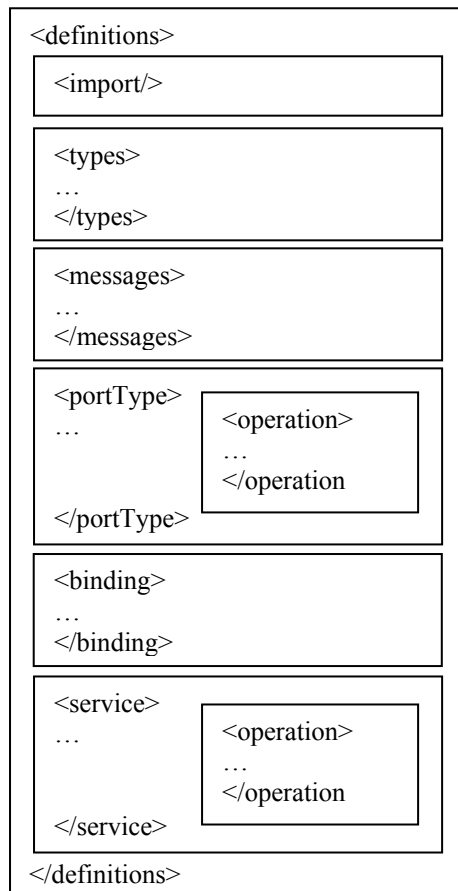 <definitions>
<import/>
<types>
…
</types>
<messages>
…
</messages>
<portType>
…
<operation>
…
</operation
</portType>
<binding>
…
</binding>
<service>
…
<operation>
…
</operation
</service>
</definitions>